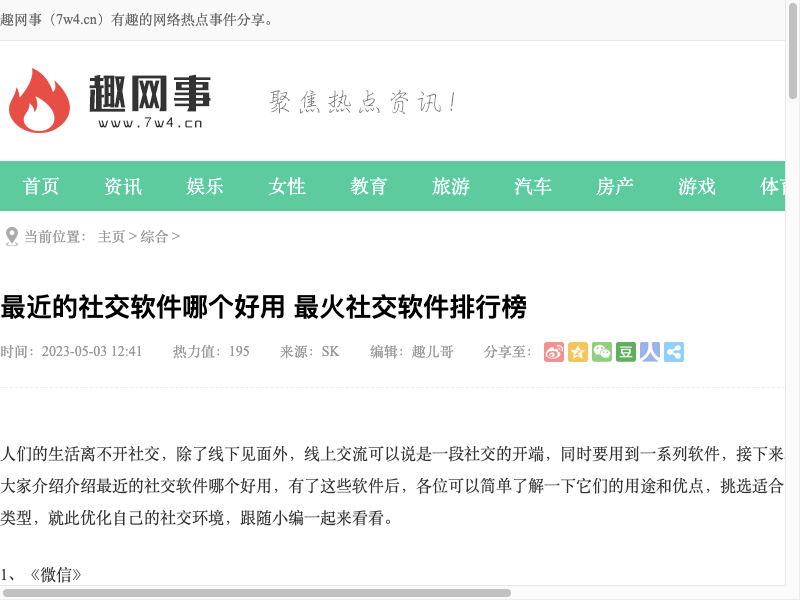 趣网事（7w4.cn）有趣的网络热点事件分享。
趣网事
www.7w4.cn
聚焦热点资讯！
首页 资讯 娱乐 女性 教育 旅游 汽车 房产 游戏 体育
当前位置： 主页 > 综合 >
最近的社交软件哪个好用 最火社交软件排行榜
时间：2023-05-03 12:41 热力值：195 来源：SK 编辑：趣儿哥 分享至：
人们的生活离不开社交，除了线下见面外，线上交流可以说是一段社交的开端，同时要用到一系列软件，接下来
大家介绍介绍最近的社交软件哪个好用，有了这些软件后，各位可以简单了解一下它们的用途和优点，挑选适合
类型，就此优化自己的社交环境，跟随小编一起来看看。
1、《微信》